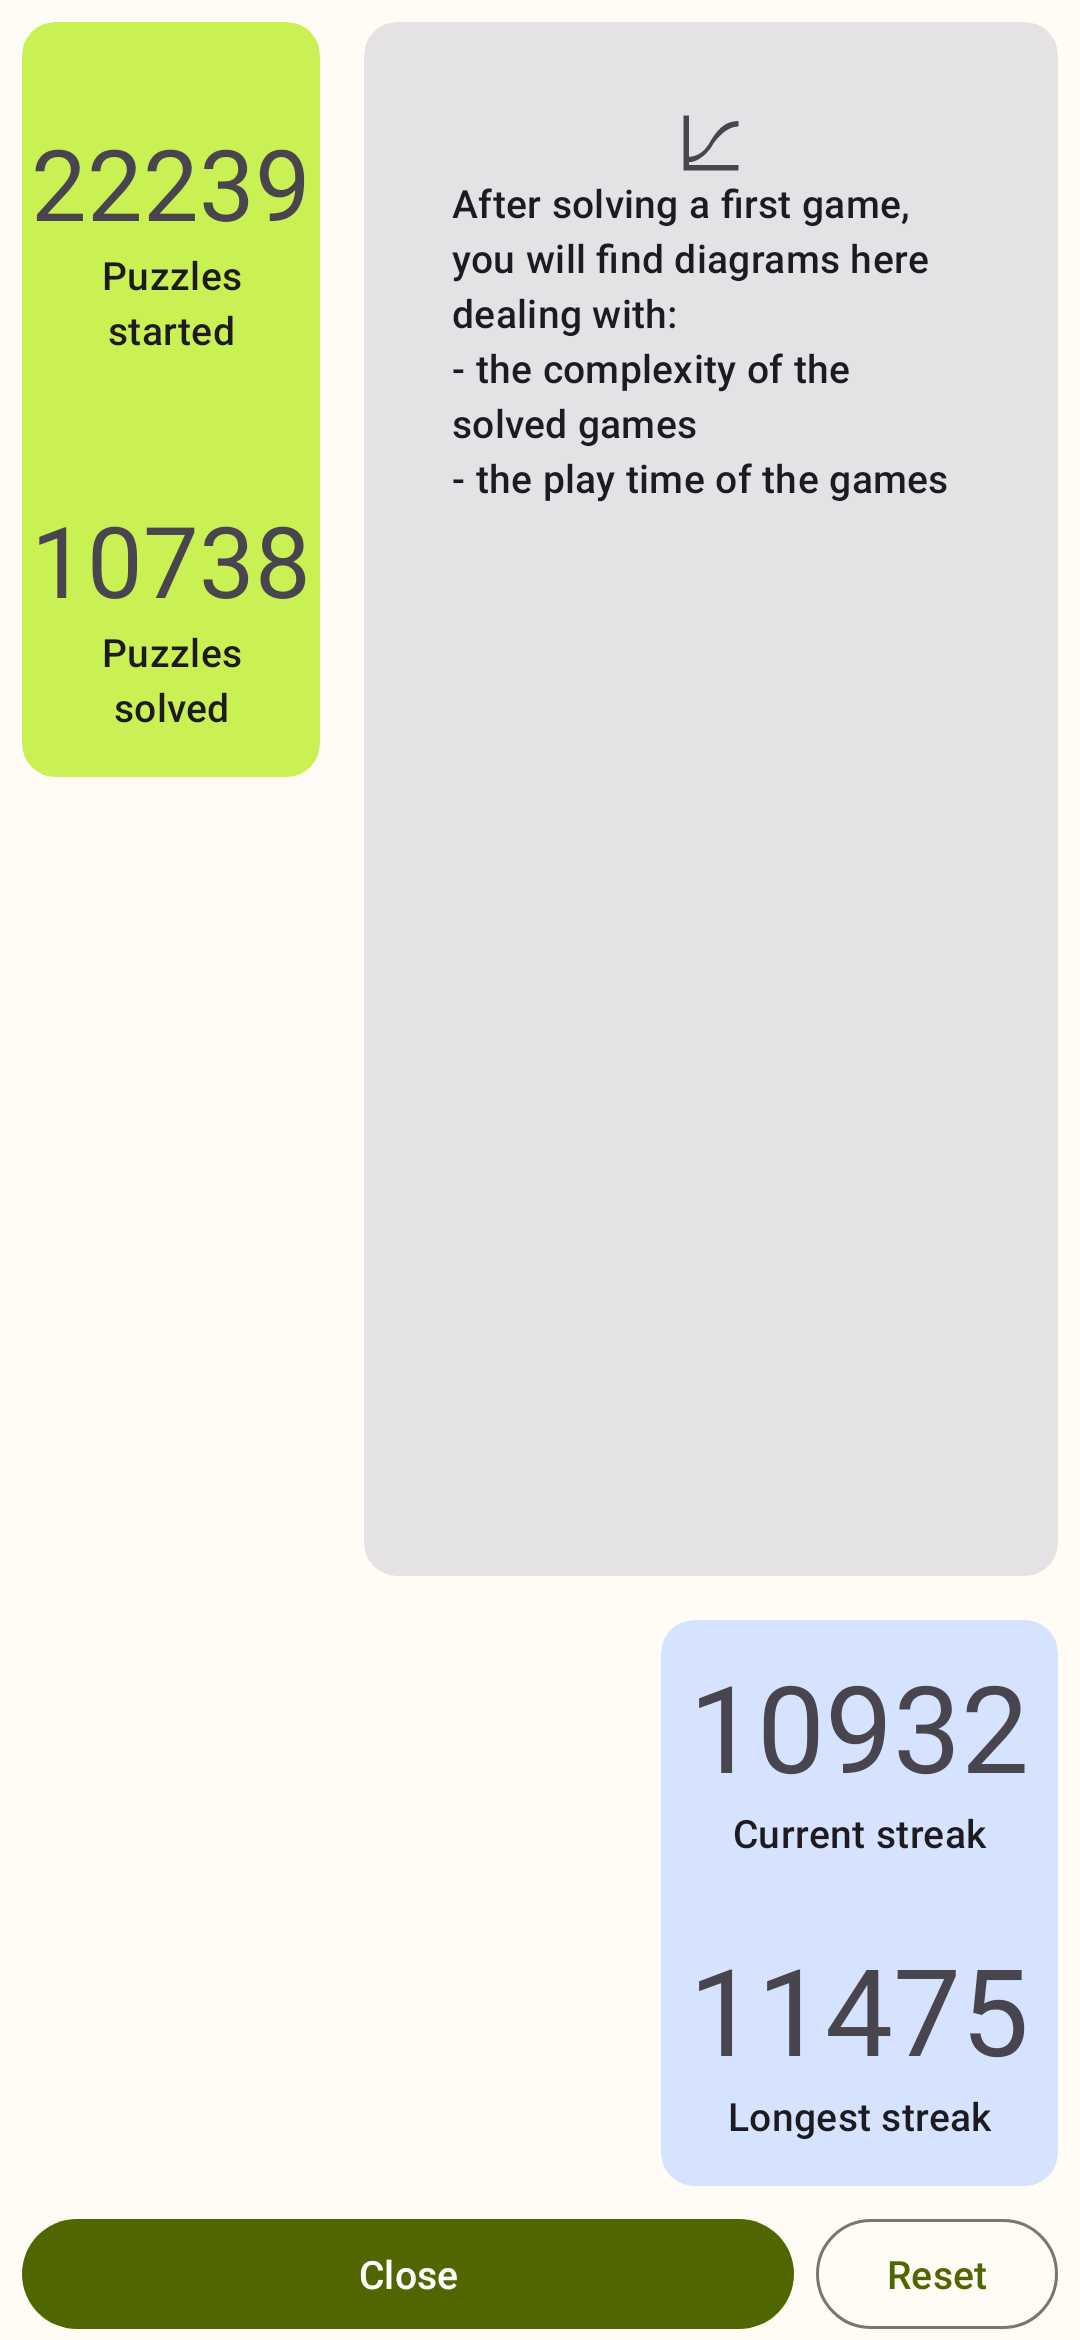 22239
Puzzles
started
10738
Puzzles
solved
After solving a first game,
you will find diagrams here
dealing with:
- the complexity of the
solved games
- the play time of the games
10932
Current streak
11475
Longest streak
Close
Reset